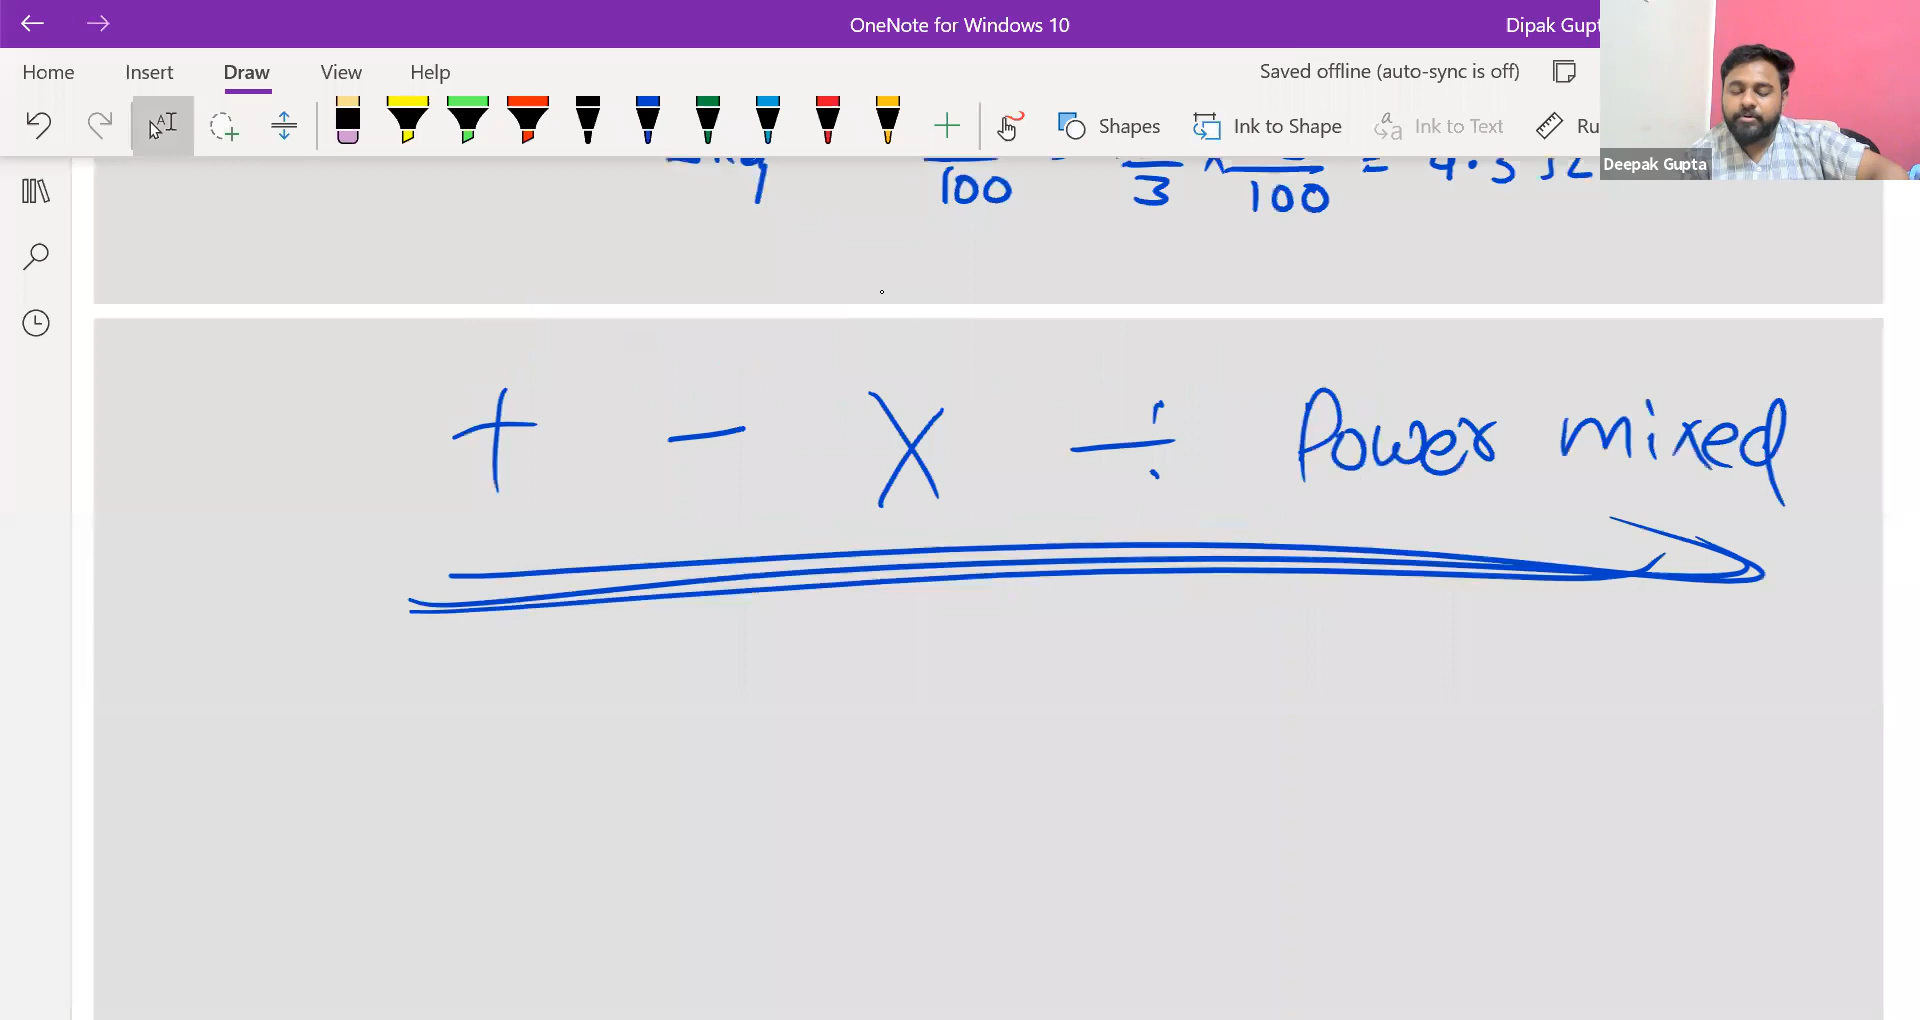 OneNote for Windows 10 Dipak Gupt
Home Insert Draw View Help Saved offline (auto-sync is off)
Shapes Ink to Shape Ink to Text Ru
Deepak Gupta
100 3 100 =
+ - X ÷ Power mixed